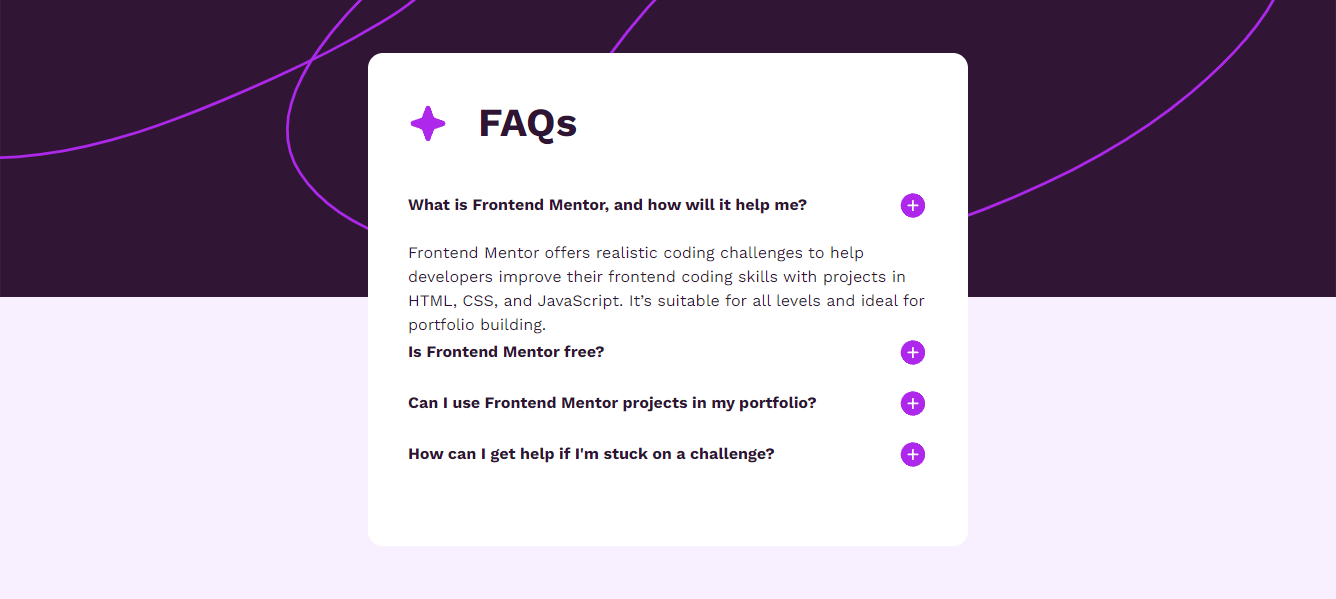 FAQs
What is Frontend Mentor, and how will it help me?
Frontend Mentor offers realistic coding challenges to help
developers improve their frontend coding skills with projects in
HTML, CSS, and JavaScript. It’s suitable for all levels and ideal for
portfolio building.
Is Frontend Mentor free?
Can I use Frontend Mentor projects in my portfolio?
How can I get help if I'm stuck on a challenge?